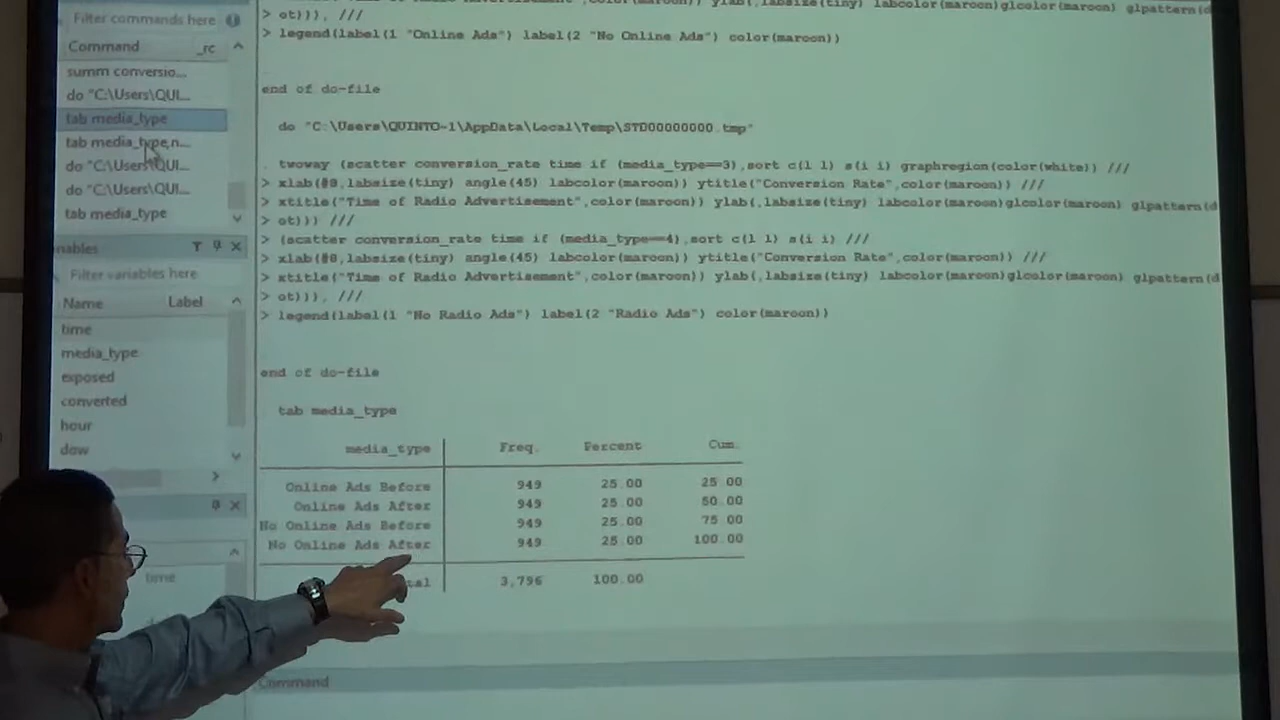 Filter commands here
Command _rc
summ conversio...
do "C:\Users\QUI...
tab media_type
tab media_type,n...
do "C:\Users\QUI...
do "C:\Users\QUI...
tab media_type
Filter variables here
Name Label
time
media_type
exposed
converted
hour
dow
time
> ot))), ///
> legend(label(1 "Online Ads") label(2 "No Online Ads") color(maroon))
end of do-file
do "C:\Users\QUINTO~1\AppData\Local\Temp\STD00000000.tmp"
. twoway (scatter conversion_rate time if (media_type==3),sort c(l l) s(i i) graphregion(color(white)) ///
> xlab(#8,labsize(tiny) angle(45) labcolor(maroon)) ytitle("Conversion Rate",color(maroon)) ///
> xtitle("Time of Radio Advertisement",color(maroon)) ylab(,labsize(tiny) labcolor(maroon)glcolor(maroon) glpattern(d
> ot))) ///
> (scatter conversion_rate time if (media_type==4),sort c(l l) s(i i) ///
> xlab(#8,labsize(tiny) angle(45) labcolor(maroon)) ytitle("Conversion Rate",color(maroon)) ///
> xtitle("Time of Radio Advertisement",color(maroon)) ylab(,labsize(tiny) labcolor(maroon)glcolor(maroon) glpattern(d
> ot))), ///
> legend(label(1 "No Radio Ads") label(2 "Radio Ads") color(maroon))
end of do-file
tab media_type
media_type Freq. Percent Cum.
Online Ads Before 949 25.00 25.00
Online Ads After 949 25.00 50.00
No Online Ads Before 949 25.00 75.00
No Online Ads After 949 25.00 100.00
3,796 100.00
Command